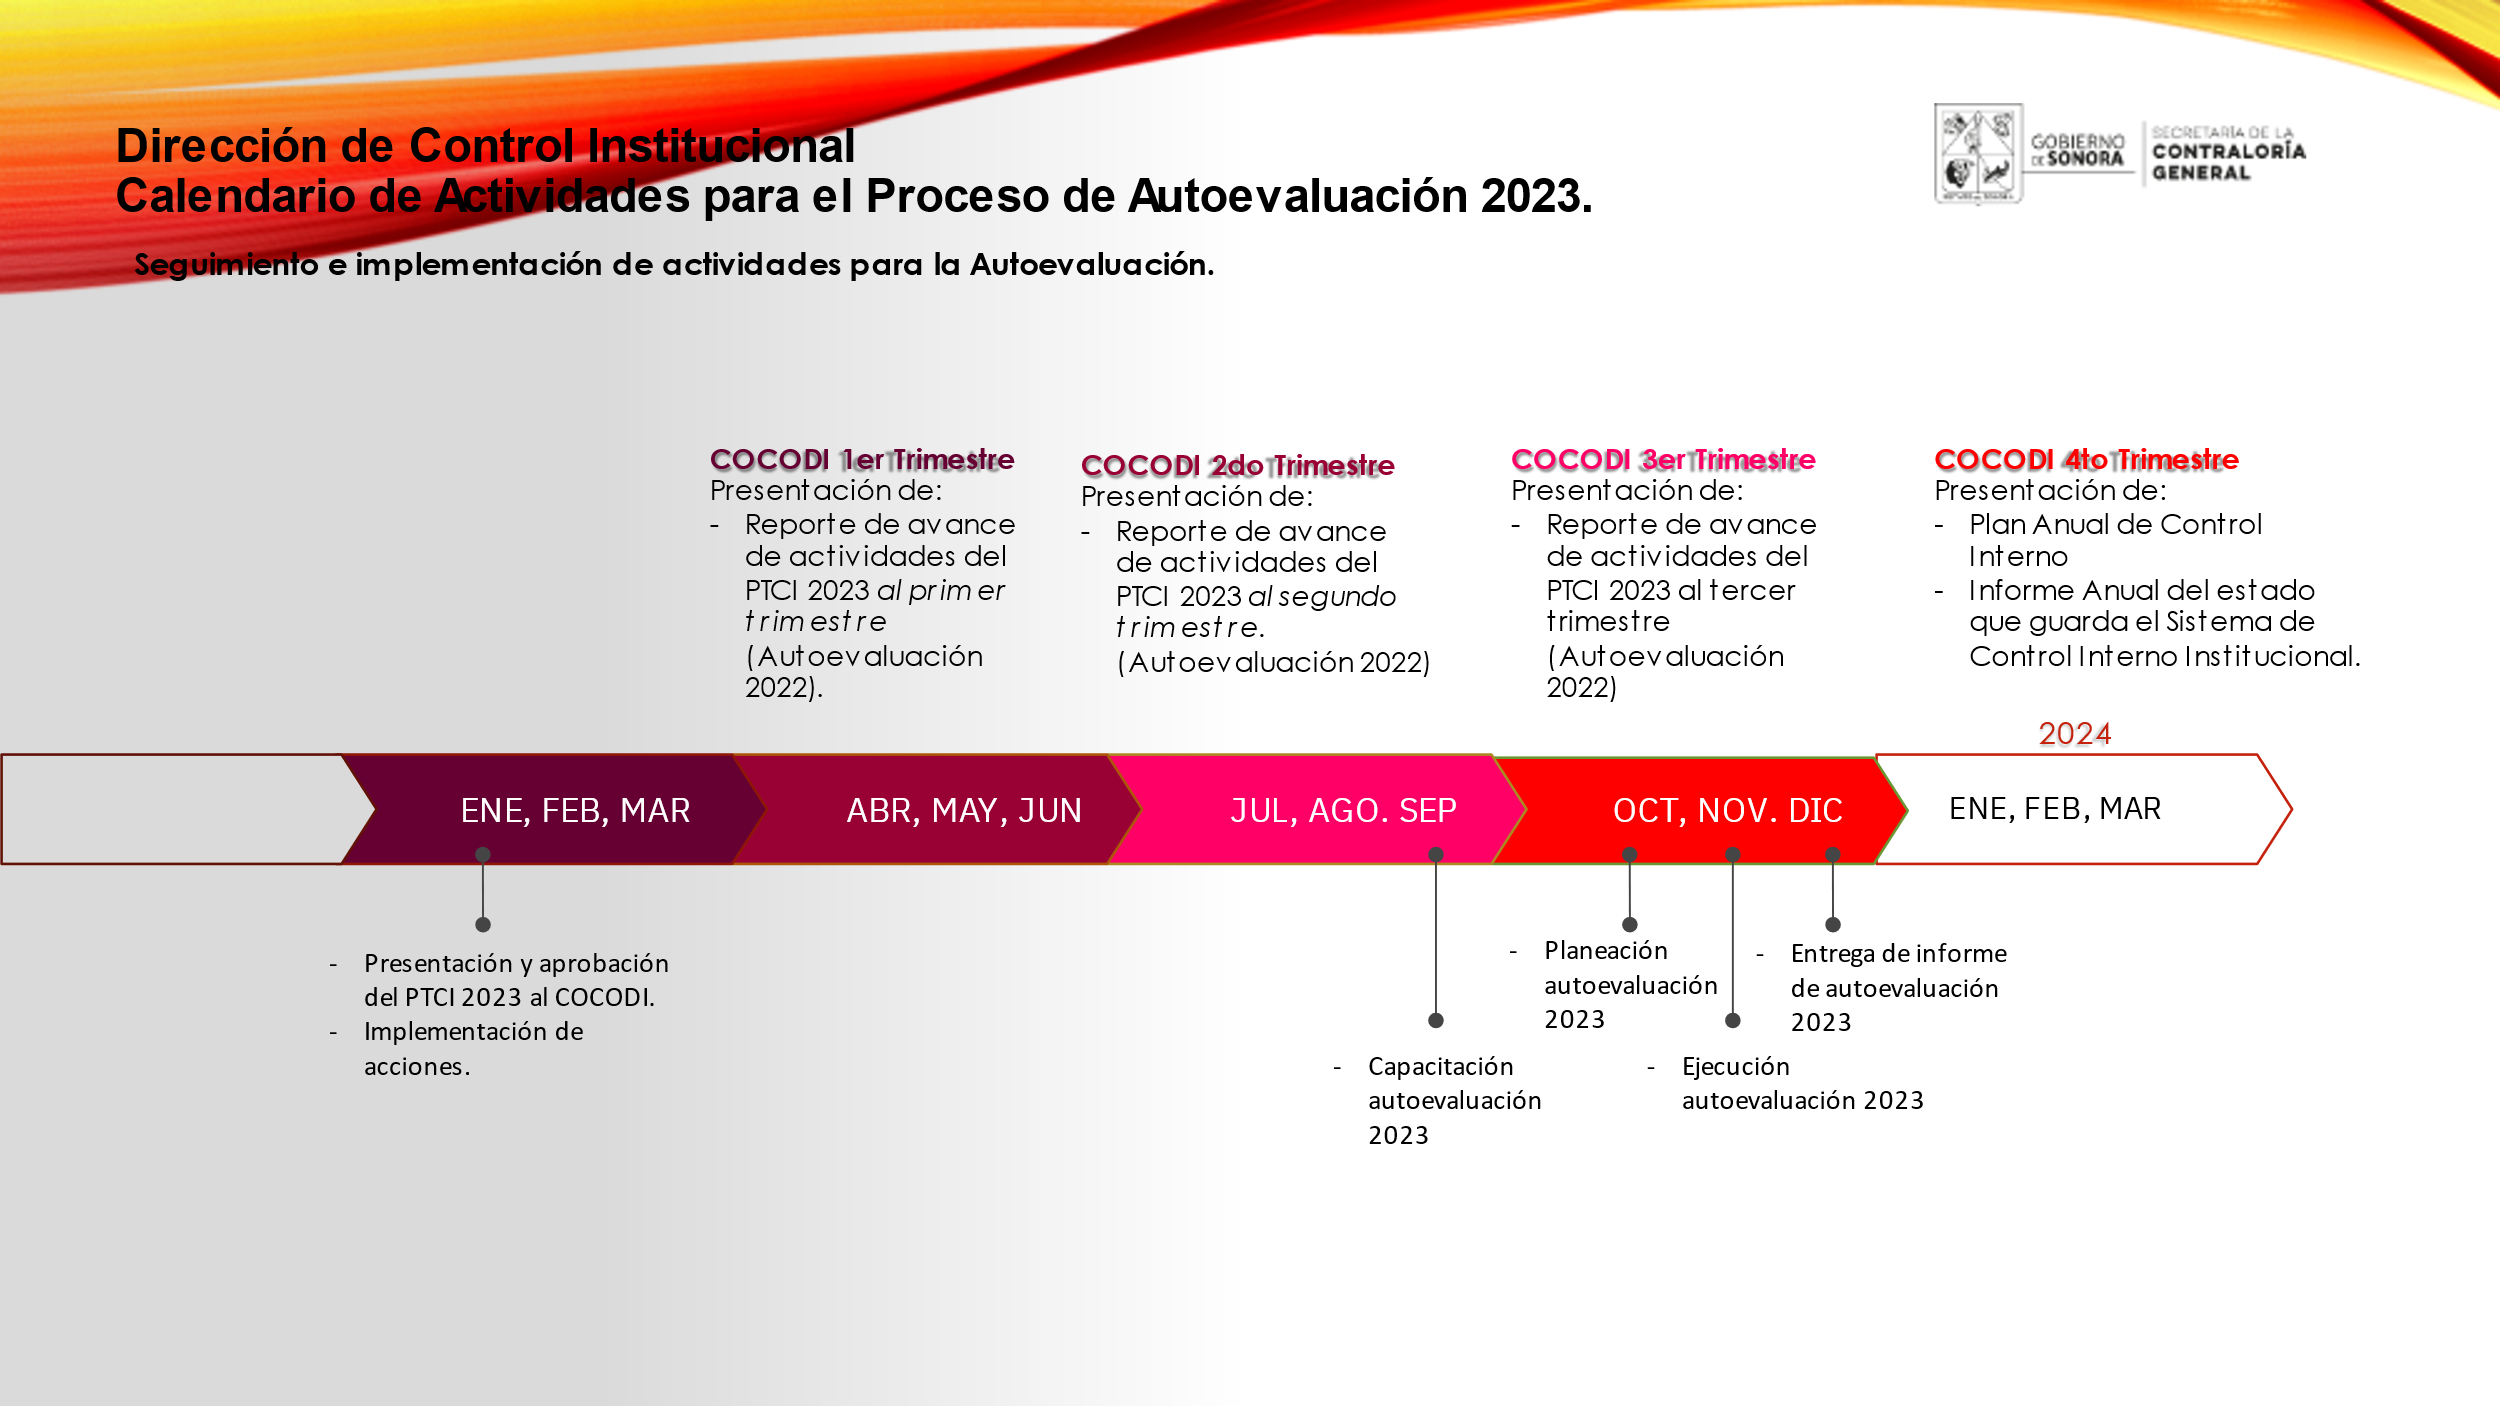 Dirección de Control Institucional
Calendario de Actividades para el Proceso de Autoevaluación 2023.
GOBIERNO
DE SONORA
SECRETARÍA DE LA
CONTRALORÍA
GENERAL
Seguimiento e implementación de actividades para la Autoevaluación.
COCODI 1er Trimestre
Presentación de:
- Reporte de avance
de actividades del
PTCI 2023 al primer
trimestre
(Autoevaluación
2022).
COCODI 2do Trimestre
Presentación de:
- Reporte de avance
de actividades del
PTCI 2023 al segundo
trimestre.
(Autoevaluación 2022)
COCODI 3er Trimestre
Presentación de:
- Reporte de avance
de actividades del
PTCI 2023 al tercer
trimestre
(Autoevaluación
2022)
COCODI 4to Trimestre
Presentación de:
- Plan Anual de Control
Interno
- Informe Anual del estado
que guarda el Sistema de
Control Interno Institucional.
2024
ENE, FEB, MAR
ABR, MAY, JUN
JUL, AGO. SEP
OCT, NOV. DIC
ENE, FEB, MAR
- Presentación y aprobación
del PTCI 2023 al COCODI.
- Implementación de
acciones.
- Capacitación
autoevaluación
2023
- Planeación
autoevaluación
2023
- Ejecución
autoevaluación 2023
- Entrega de informe
de autoevaluación
2023